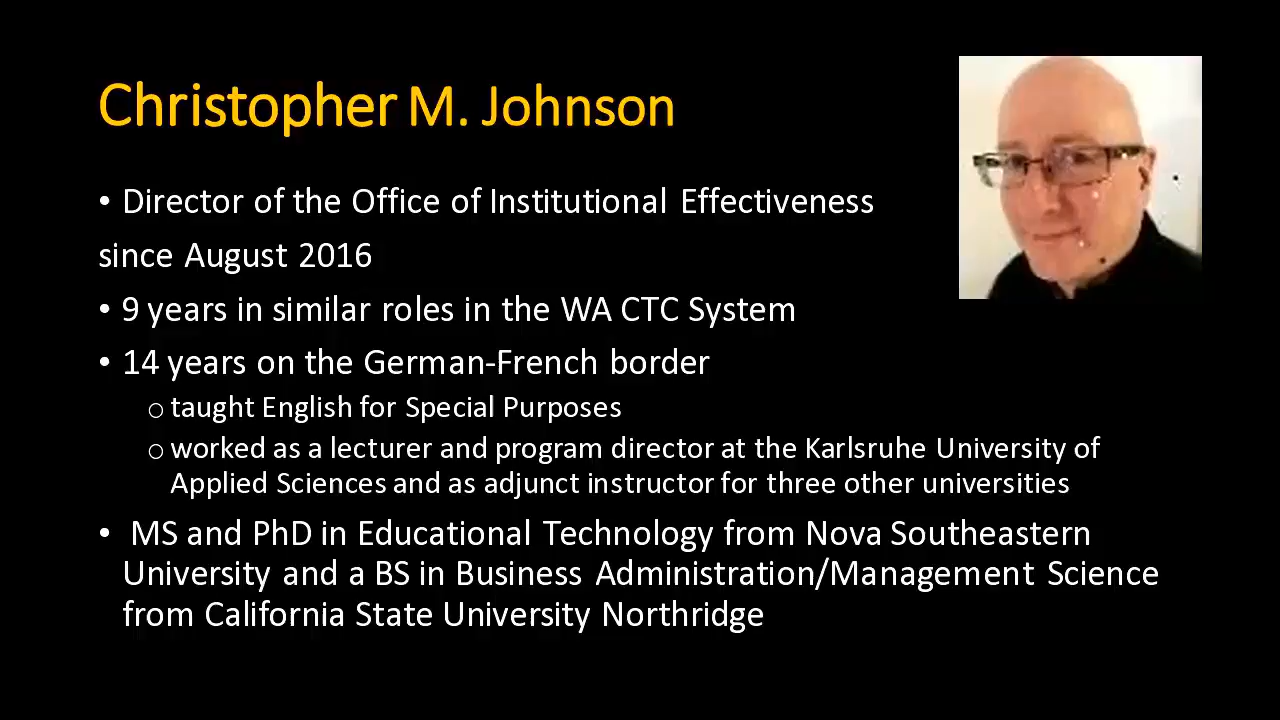 Christopher M. Johnson
• Director of the Office of Institutional Effectiveness
since August 2016
• 9 years in similar roles in the WA CTC System
• 14 years on the German-French border
o taught English for Special Purposes
o worked as a lecturer and program director at the Karlsruhe University of
Applied Sciences and as adjunct instructor for three other universities
• MS and PhD in Educational Technology from Nova Southeastern
University and a BS in Business Administration/Management Science
from California State University Northridge